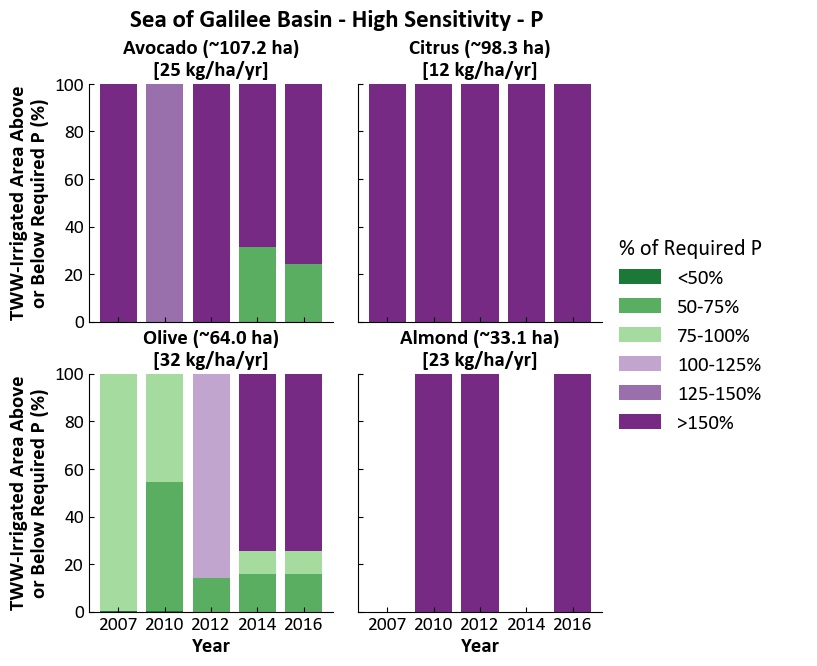 Sea of Galilee Basin - High Sensitivity - P
Avocado (~107.2 ha)
[25 kg/ha/yr]
Citrus (~98.3 ha)
[12 kg/ha/yr]
TWW-Irrigated Area Above
or Below Required P (%)
100
80
60
40
20
0
% of Required P
<50%
50-75%
75-100%
100-125%
125-150%
>150%
Olive (~64.0 ha)
[32 kg/ha/yr]
Almond (~33.1 ha)
[23 kg/ha/yr]
TWW-Irrigated Area Above
or Below Required P (%)
100
80
60
40
20
0
2007 2010 2012 2014 2016
Year
2007 2010 2012 2014 2016
Year